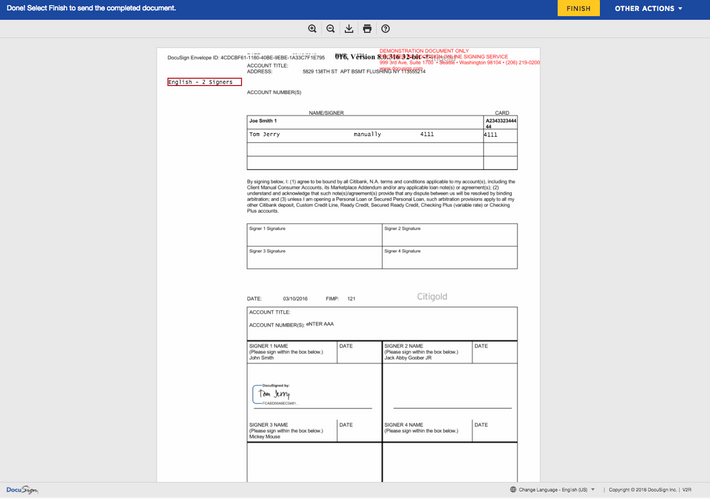 Done! Select Finish to send the completed document.
FINISH
OTHER ACTIONS
DEMONSTRATION DOCUMENT ONLY
DocuSign Envelope ID: 4CDCBF61-1180-40BE-9EBE-1A33C7F1E795
016, Version 8.0.316 32-bit
LINE SIGNING SERVICE
ACCOUNT TITLE:
999 3rd Ave, Suite 1700 • Seattle • Washington 98104 • (206) 219-0200
ADDRESS: 5829 138TH ST APT BSMT FLUSHING NY 113555214
English - 2 Signers
ACCOUNT NUMBER(S)
NAME/SIGNER CARD
Joe Smith 1 A2343323444
44
Tom Jerry manually 4111 4111
By signing below, I: (1) agree to be bound by all Citibank, N.A. terms and conditions applicable to my account(s), including the
Client Manual Consumer Accounts, its Marketplace Addendum and/or any applicable loan note(s) or agreement(s); (2)
understand and acknowledge that such note(s)/agreement(s) provide that any dispute between us will be resolved by binding
arbitration; and (3) unless I am opening a Personal Loan or Secured Personal Loan, such arbitration provisions apply to all my
other Citibank deposit, Custom Credit Line, Ready Credit, Secured Ready Credit, Checking Plus (variable rate) or Checking
Plus accounts.
Signer 1 Signature Signer 2 Signature
Signer 3 Signature Signer 4 Signature
DATE: 03/10/2016 FIMP: 121 Citigold
ACCOUNT TITLE:
ACCOUNT NUMBER(S): eNTER AAA
SIGNER 1 NAME DATE SIGNER 2 NAME DATE
(Please sign within the box below.) (Please sign within the box below.)
John Smith Jack Abby Goober JR
DocuSigned by:
Tom Jerry
SIGNER 3 NAME DATE SIGNER 4 NAME DATE
(Please sign within the box below.) (Please sign within the box below.)
Mickey Mouse
DocuSign
Change Language - English (US) | Copyright © 2018 DocuSign Inc. | V2R